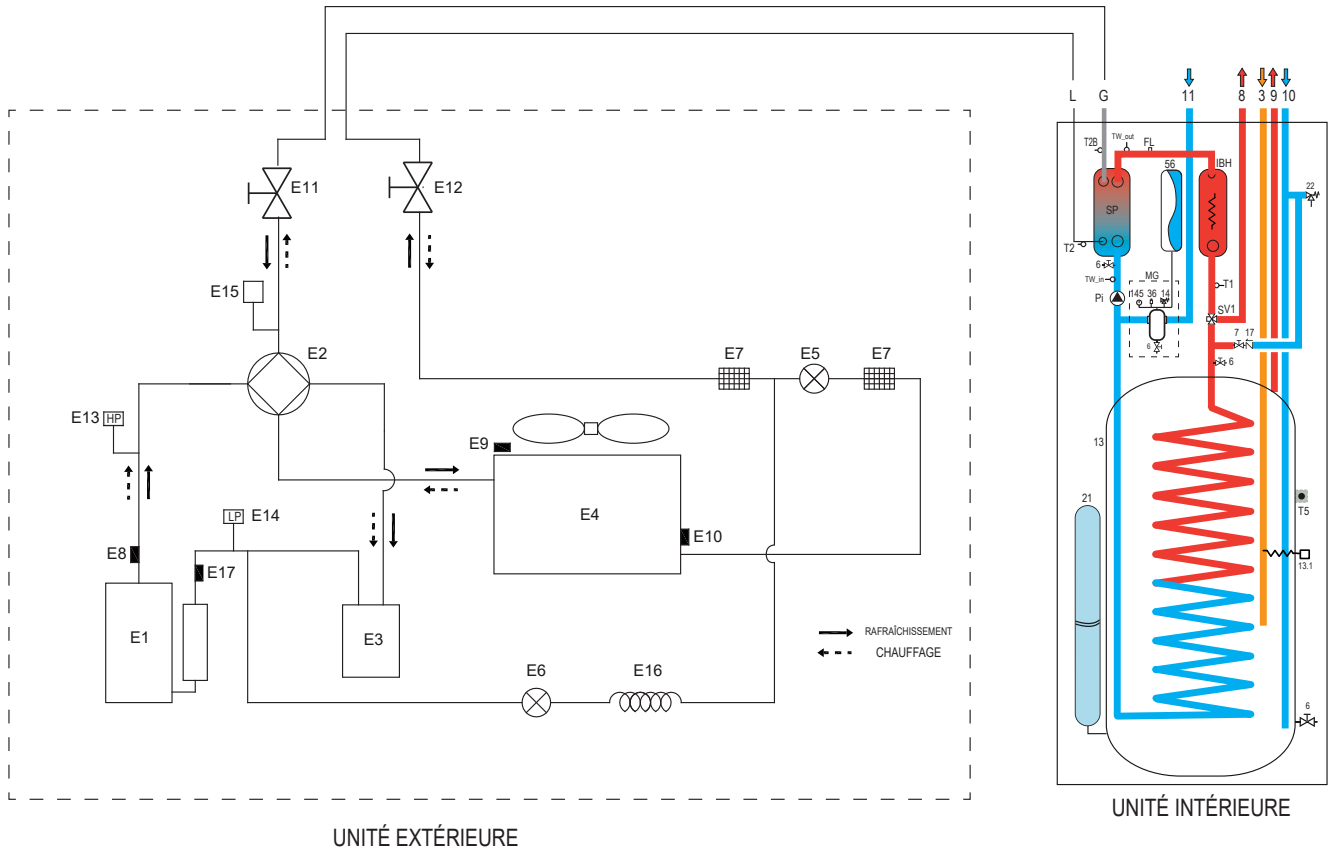 L G 11 8 3 9 10
T2B TW_out FL
56 IBH
22
SP
T2
6
TW_in
MG
T1
145 36 14
Pi
SV1
7 17
6
6
13
21
T5
13.1
6
UNITÉ INTÉRIEURE
E11 E12
E15
E2
E7 E5 E7
E13 HP
E9
E4
LP E14
E10
E8
E17
E1
E3
RAFRAÎCHISSEMENT
CHAUFFAGE
E6 E16
UNITÉ EXTÉRIEURE